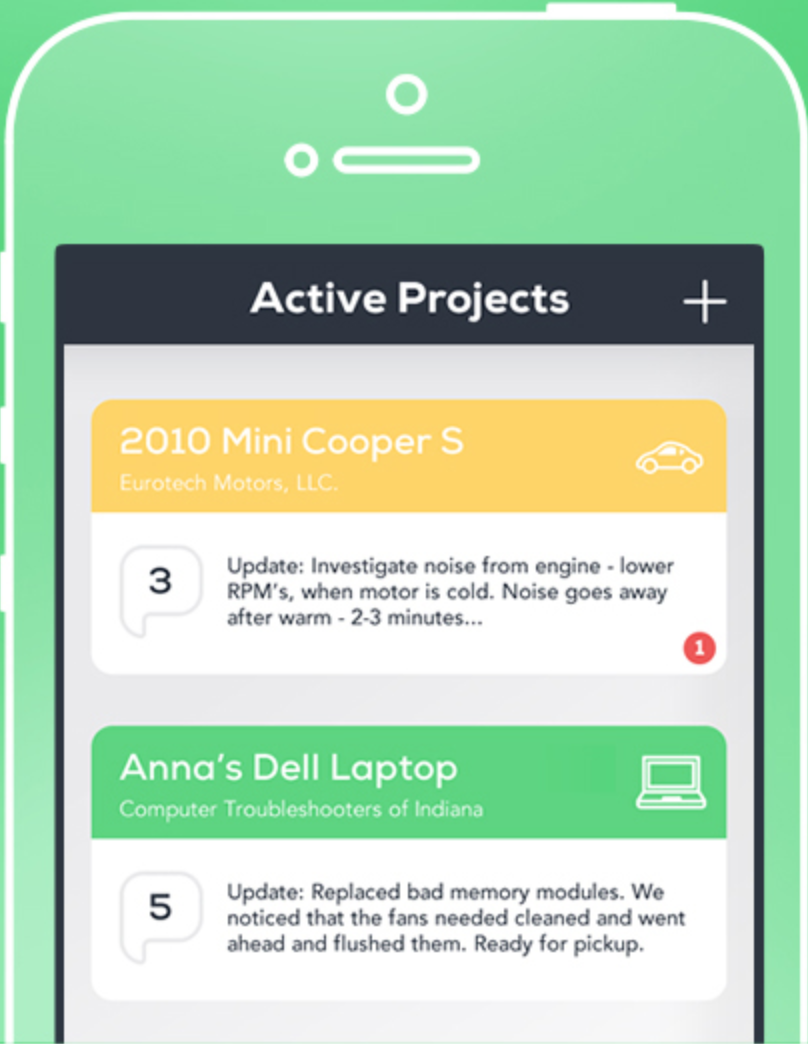 Active Projects
2010 Mini Cooper S
Eurotech Motors, LLC.
3
Update: Investigate noise from engine - lower
RPM's, when motor is cold. Noise goes away
after warm - 2-3 minutes...
1
Anna's Dell Laptop
Computer Troubleshooters of Indiana
5
Update: Replaced bad memory modules. We
noticed that the fans needed cleaned and went
ahead and flushed them. Ready for pickup.